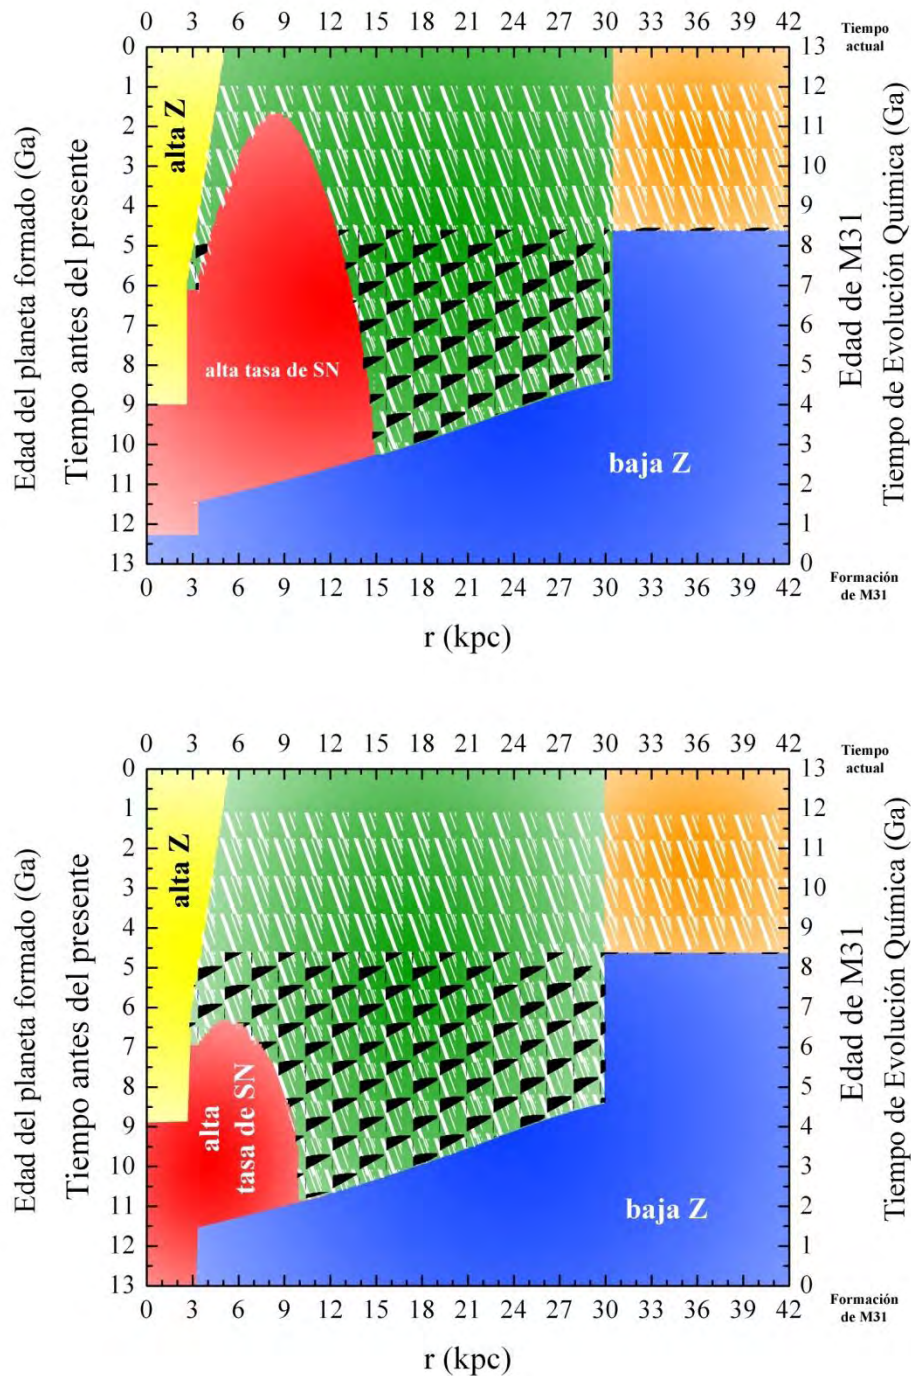 0 3 6 9 12 15 18 21 24 27 30 33 36 39 42
Tiempo
actual
0 1 2 3 4 5 6 7 8 9 10 11 12 13
Edad del planeta formado (Ga)
Tiempo antes del presente
alta Z
alta tasa de SN
baja Z
13 12 11 10 9 8 7 6 5 4 3 2 1 0
Edad de M31
Tiempo de Evolución Química (Ga)
0 3 6 9 12 15 18 21 24 27 30 33 36 39 42
Formación
de M31
r (kpc)
0 3 6 9 12 15 18 21 24 27 30 33 36 39 42
Tiempo
actual
0 1 2 3 4 5 6 7 8 9 10 11 12 13
Edad del planeta formado (Ga)
Tiempo antes del presente
alta Z
alta
tasa de SN
baja Z
13 12 11 10 9 8 7 6 5 4 3 2 1 0
Edad de M31
Tiempo de Evolución Química (Ga)
0 3 6 9 12 15 18 21 24 27 30 33 36 39 42
Formación
de M31
r (kpc)